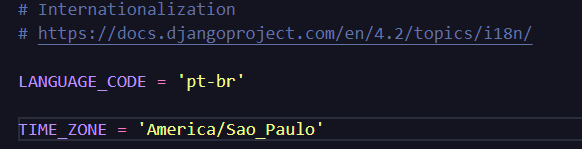 # Internationalization
# https://docs.djangoproject.com/en/4.2/topics/i18n/
LANGUAGE_CODE = 'pt-br'
TIME_ZONE = 'America/Sao_Paulo'